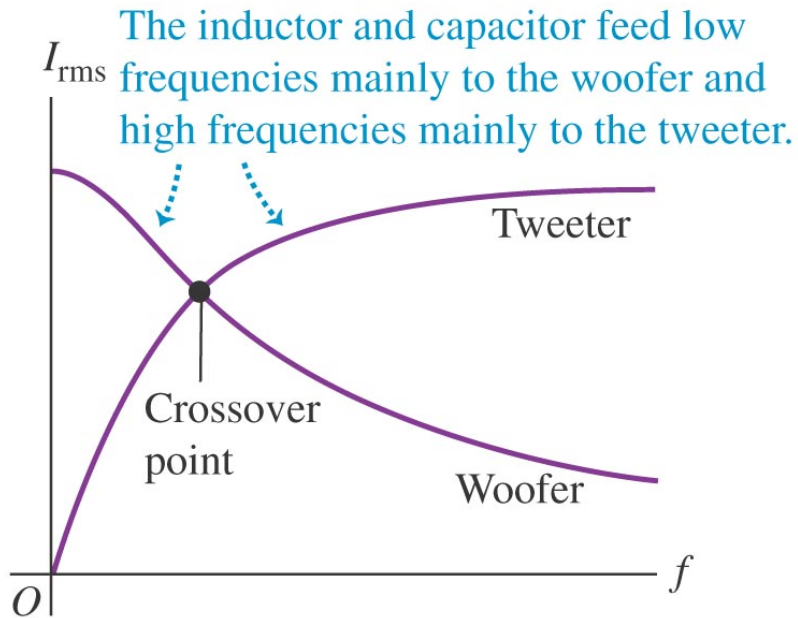 The inductor and capacitor feed low
I_rms frequencies mainly to the woofer and
high frequencies mainly to the tweeter.
Tweeter
Crossover
point
Woofer
f
O